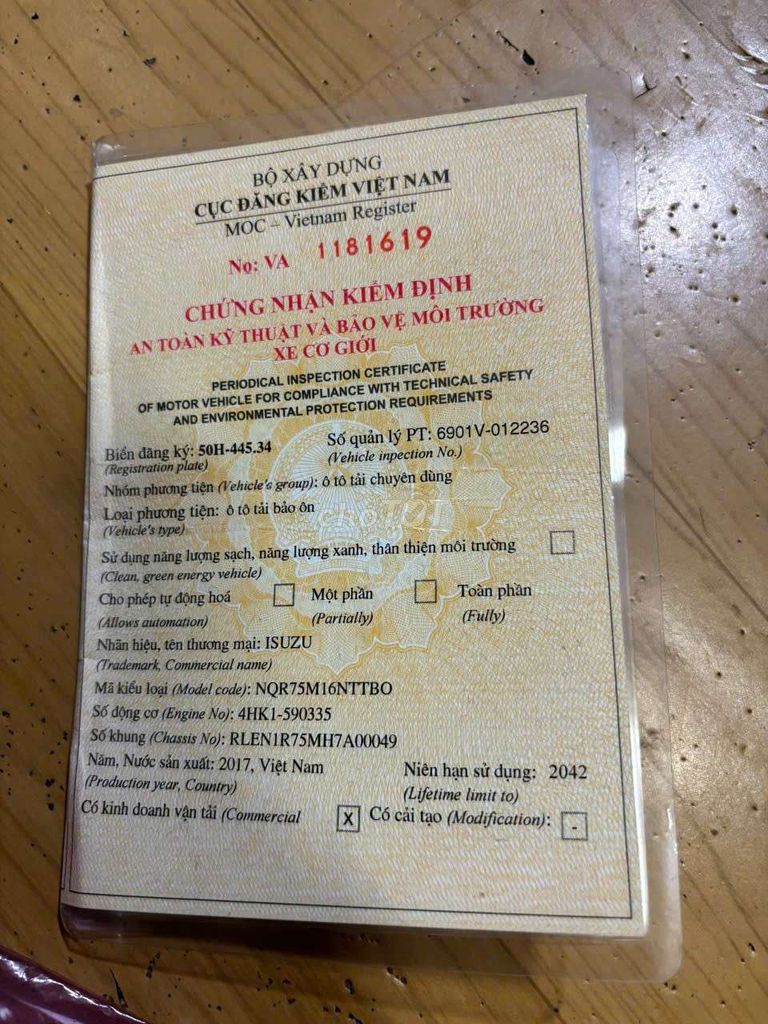 BỘ XÂY DỰNG
CỤC ĐĂNG KIỂM VIỆT NAM
MOC – Vietnam Register
No: VA 1181619
CHỨNG NHẬN KIỂM ĐỊNH
AN TOÀN KỸ THUẬT VÀ BẢO VỆ MÔI TRƯỜNG
XE CƠ GIỚI
PERIODICAL INSPECTION CERTIFICATE
OF MOTOR VEHICLE FOR COMPLIANCE WITH TECHNICAL SAFETY
AND ENVIRONMENTAL PROTECTION REQUIREMENTS
Biển đăng ký: 50H-445.34 Số quản lý PT: 6901V-012236
(Registration plate) (Vehicle inspection No.)
Nhóm phương tiện (Vehicle's group): ô tô tải chuyên dùng
Loại phương tiện: ô tô tải bảo ôn
(Vehicle's type)
chợ TỐT
Sử dụng năng lượng sạch, năng lượng xanh, thân thiện môi trường
(Clean, green energy vehicle)
Cho phép tự động hoá Một phần Toàn phần
(Allows automation) (Partially) (Fully)
Nhãn hiệu, tên thương mại: ISUZU
(Trademark, Commercial name)
Mã kiểu loại (Model code): NQR75M16NTTBO
Số động cơ (Engine No): 4HK1-590335
Số khung (Chassis No): RLEN1R75MH7A00049
Năm, Nước sản xuất: 2017, Việt Nam Niên hạn sử dụng: 2042
(Production year, Country) (Lifetime limit to)
Có kinh doanh vận tải (Commercial X Có cải tạo (Modification): -